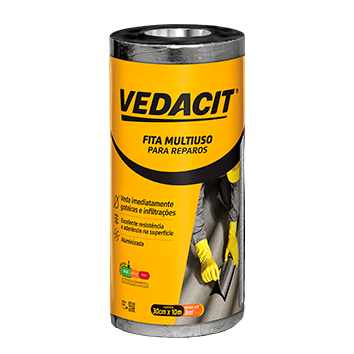 VEDACIT®
FITA MULTIUSO
PARA REPAROS
Veda imediatamente
goteiras e infiltrações
Excelente resistência
e aderência na superfície
Aluminizada
30cm x 10m